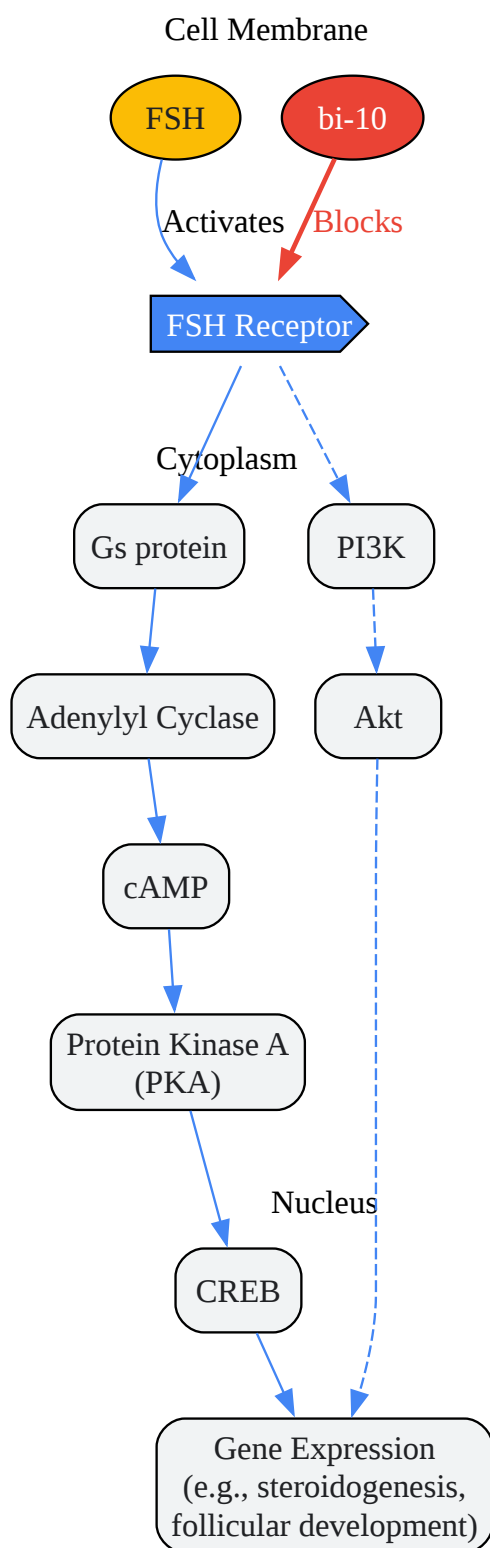 Cell Membrane
FSH
bi-10
Activates
Blocks
FSH Receptor
Cytoplasm
Gs protein
PI3K
Adenylyl Cyclase
Akt
cAMP
Protein Kinase A
(PKA)
Nucleus
CREB
Gene Expression
(e.g., steroidogenesis,
follicular development)